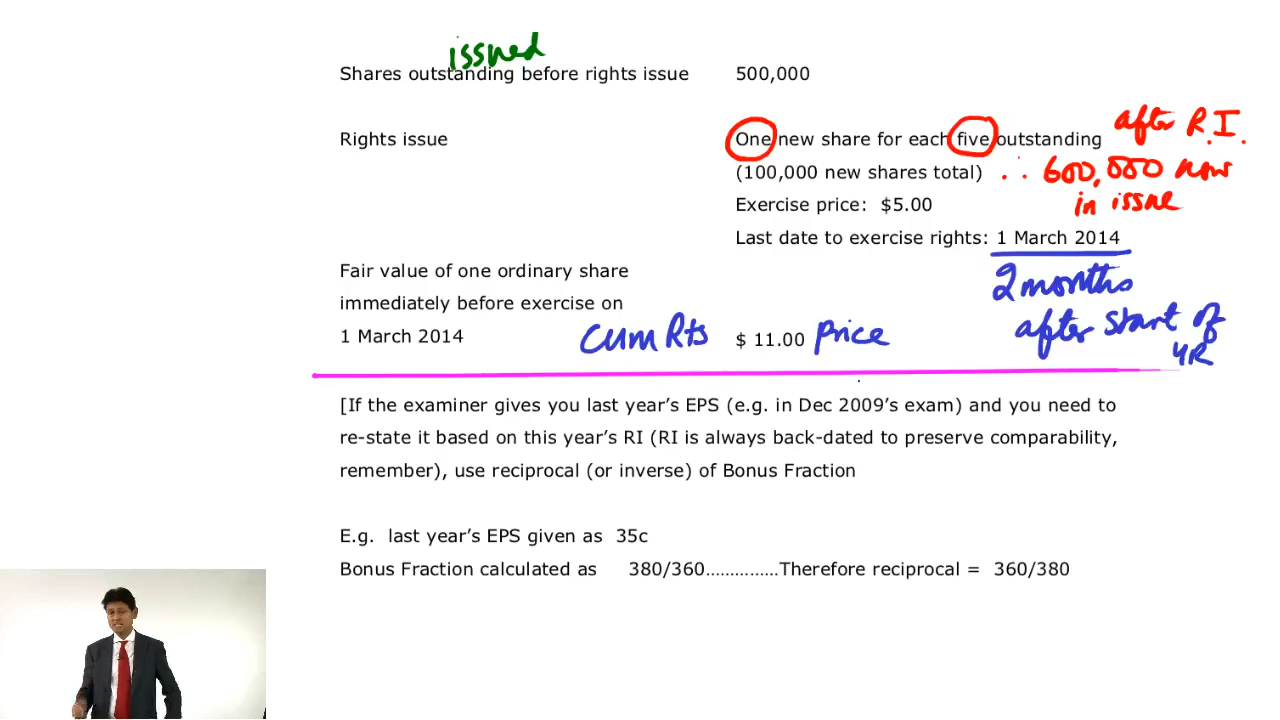 issued
Shares outstanding before rights issue 500,000
Rights issue One new share for each five outstanding after R.I.
(100,000 new shares total) ∴ 600,000 now
in issue
Exercise price: $5.00
Last date to exercise rights: 1 March 2014
Fair value of one ordinary share 2 months
immediately before exercise on after start of
1 March 2014 Cum Rts $ 11.00 Price YR
[If the examiner gives you last year's EPS (e.g. in Dec 2009's exam) and you need to
re-state it based on this year's RI (RI is always back-dated to preserve comparability,
remember), use reciprocal (or inverse) of Bonus Fraction
E.g. last year's EPS given as 35c
Bonus Fraction calculated as 380/360...............Therefore reciprocal = 360/380